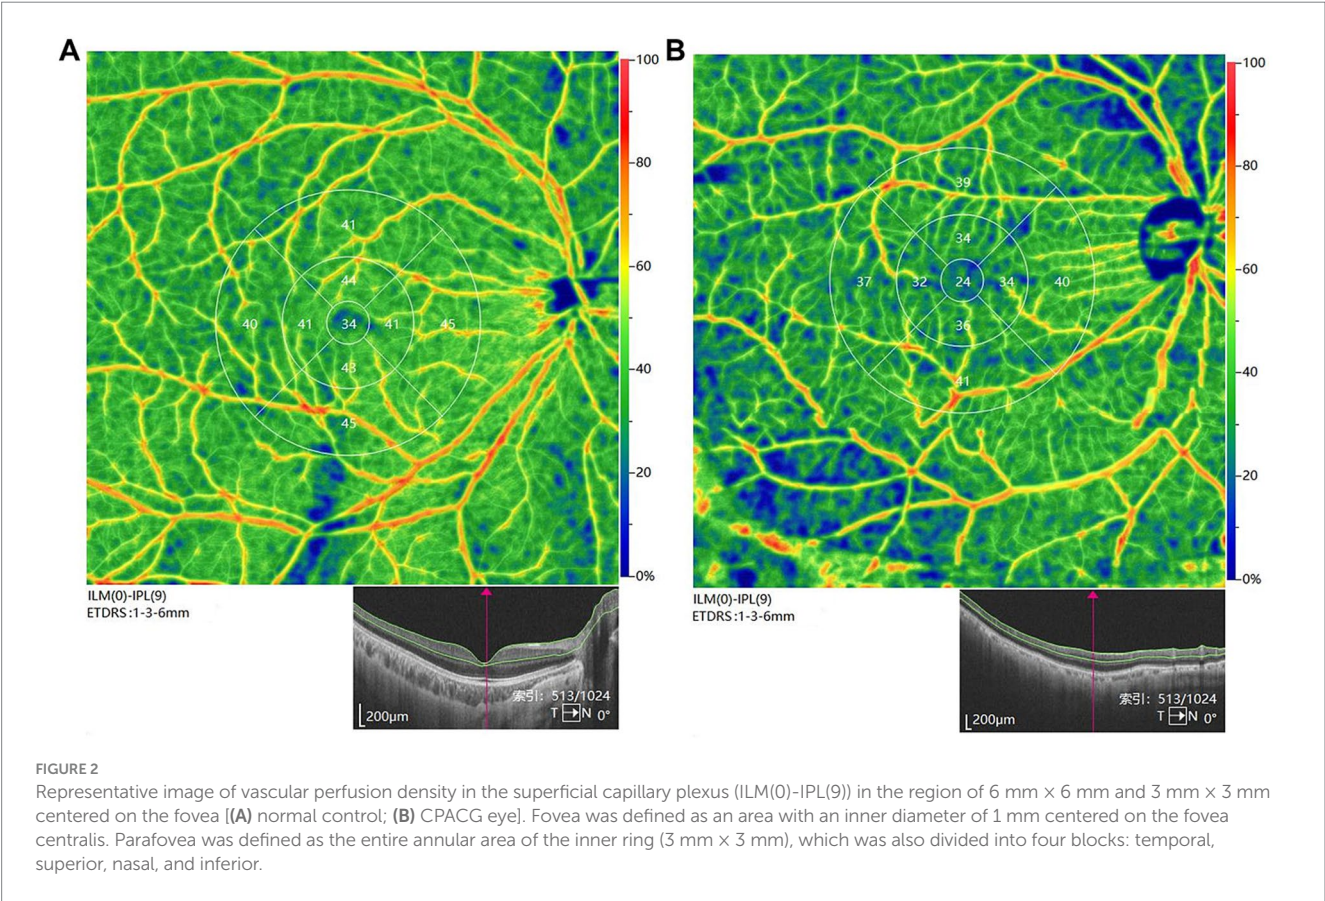 A
100
80
60
40
20
0%
41
44
40 41 34 41 45
43
45
ILM(0)-IPL(9)
ETDRS:1-3-6mm
索引: 513/1024
T N 0°
200μm
B
100
80
60
40
20
0%
39
34
37 32 24 34 40
36
41
ILM(0)-IPL(9)
ETDRS:1-3-6mm
索引: 513/1024
T N 0°
200μm
FIGURE 2
Representative image of vascular perfusion density in the superficial capillary plexus (ILM(0)-IPL(9)) in the region of 6 mm × 6 mm and 3 mm × 3 mm
centered on the fovea [(A) normal control; (B) CPACG eye]. Fovea was defined as an area with an inner diameter of 1 mm centered on the fovea
centralis. Parafovea was defined as the entire annular area of the inner ring (3 mm × 3 mm), which was also divided into four blocks: temporal,
superior, nasal, and inferior.